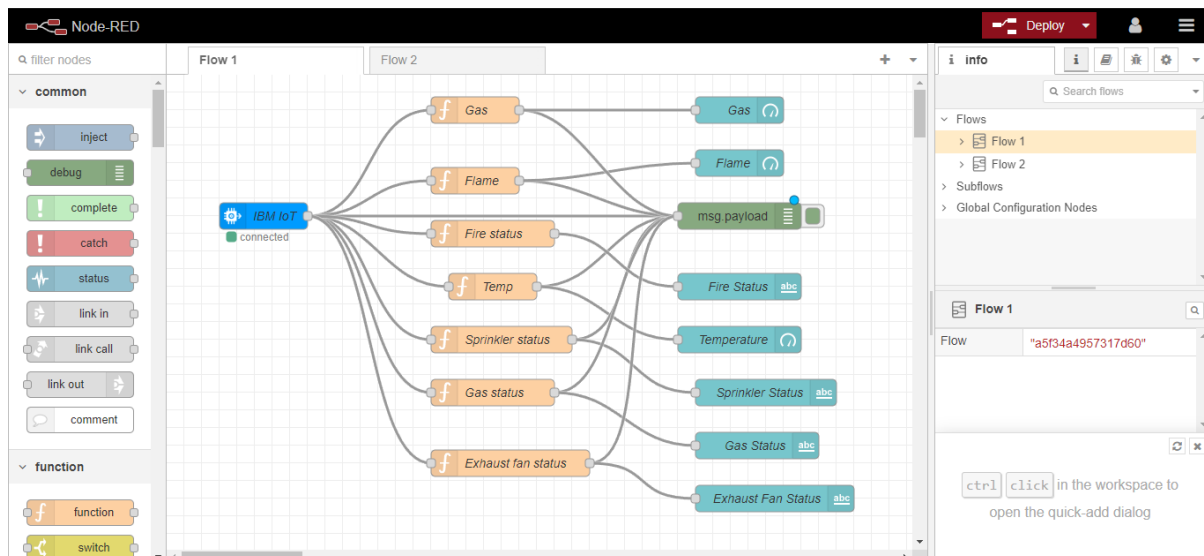 Node-RED
Deploy
filter nodes
Flow 1
Flow 2
info
i
common
Search flows
inject
debug
complete
catch
status
link in
link call
link out
comment
function
function
switch
IBM IoT
connected
Gas
Flame
Fire status
Temp
Sprinkler status
Gas status
Exhaust fan status
Gas
Flame
msg.payload
Fire Status abc
Temperature
Sprinkler Status abc
Gas Status abc
Exhaust Fan Status abc
Flows
Flow 1
Flow 2
Subflows
Global Configuration Nodes
Flow 1
Flow "a5f34a4957317d60"
ctrl click in the workspace to
open the quick-add dialog